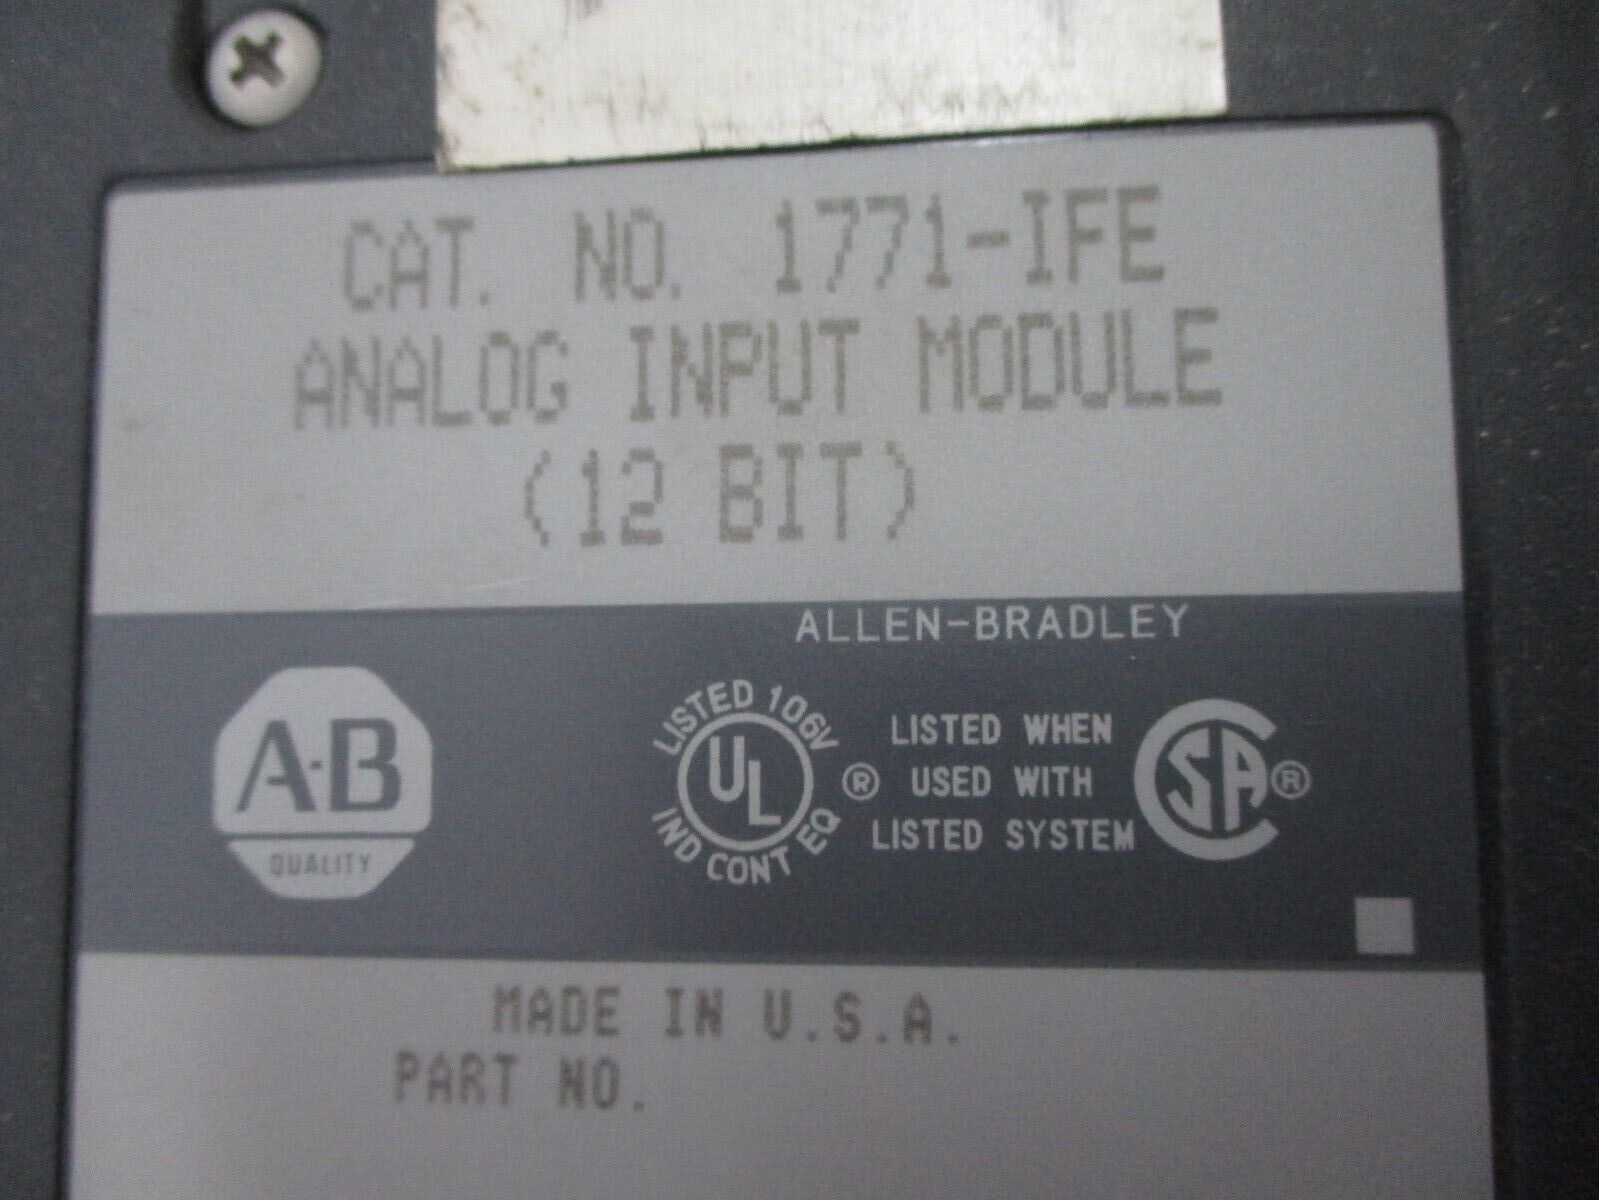 CAT. NO. 1771-IFE
ANALOG INPUT MODULE
(12 BIT)
ALLEN-BRADLEY
A-B
QUALITY
LISTED 106V
UL
IND CONT EQ
®
LISTED WHEN
USED WITH
LISTED SYSTEM
CSA
®
MADE IN U.S.A.
PART NO.